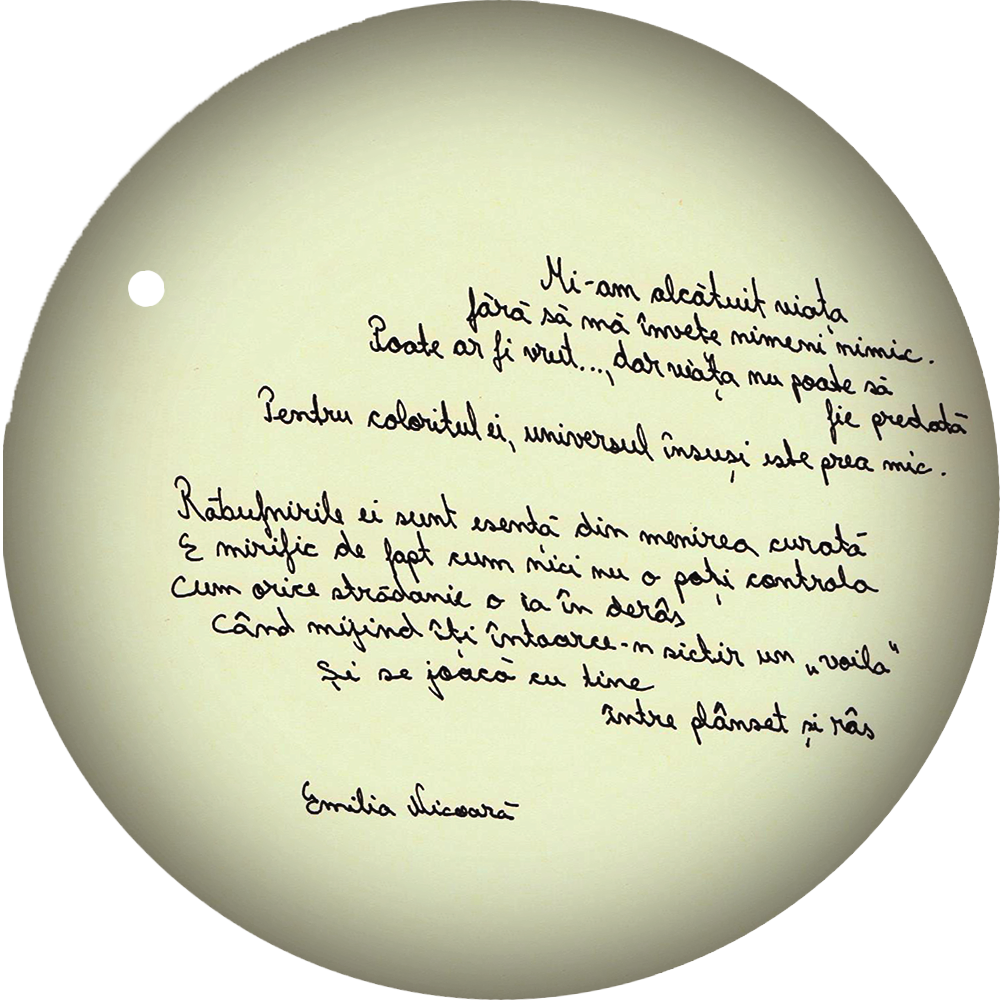 Mi-am alcătuit viața
fără să mă învețe nimeni nimic.
Poate ar fi vrut..., dar viața nu poate să
fie predată
Pentru coloritul ei, universul însuși este prea mic.
Răbufnirile ei sunt esență din menirea curată
E mirific de fapt cum nici nu o poți controla
Cum orice strădanie o ia în derâs
Când mijind îți întoarce-n sictir un „voila"
Și se joacă cu tine
între plânset și râs
Emilia Nicoară